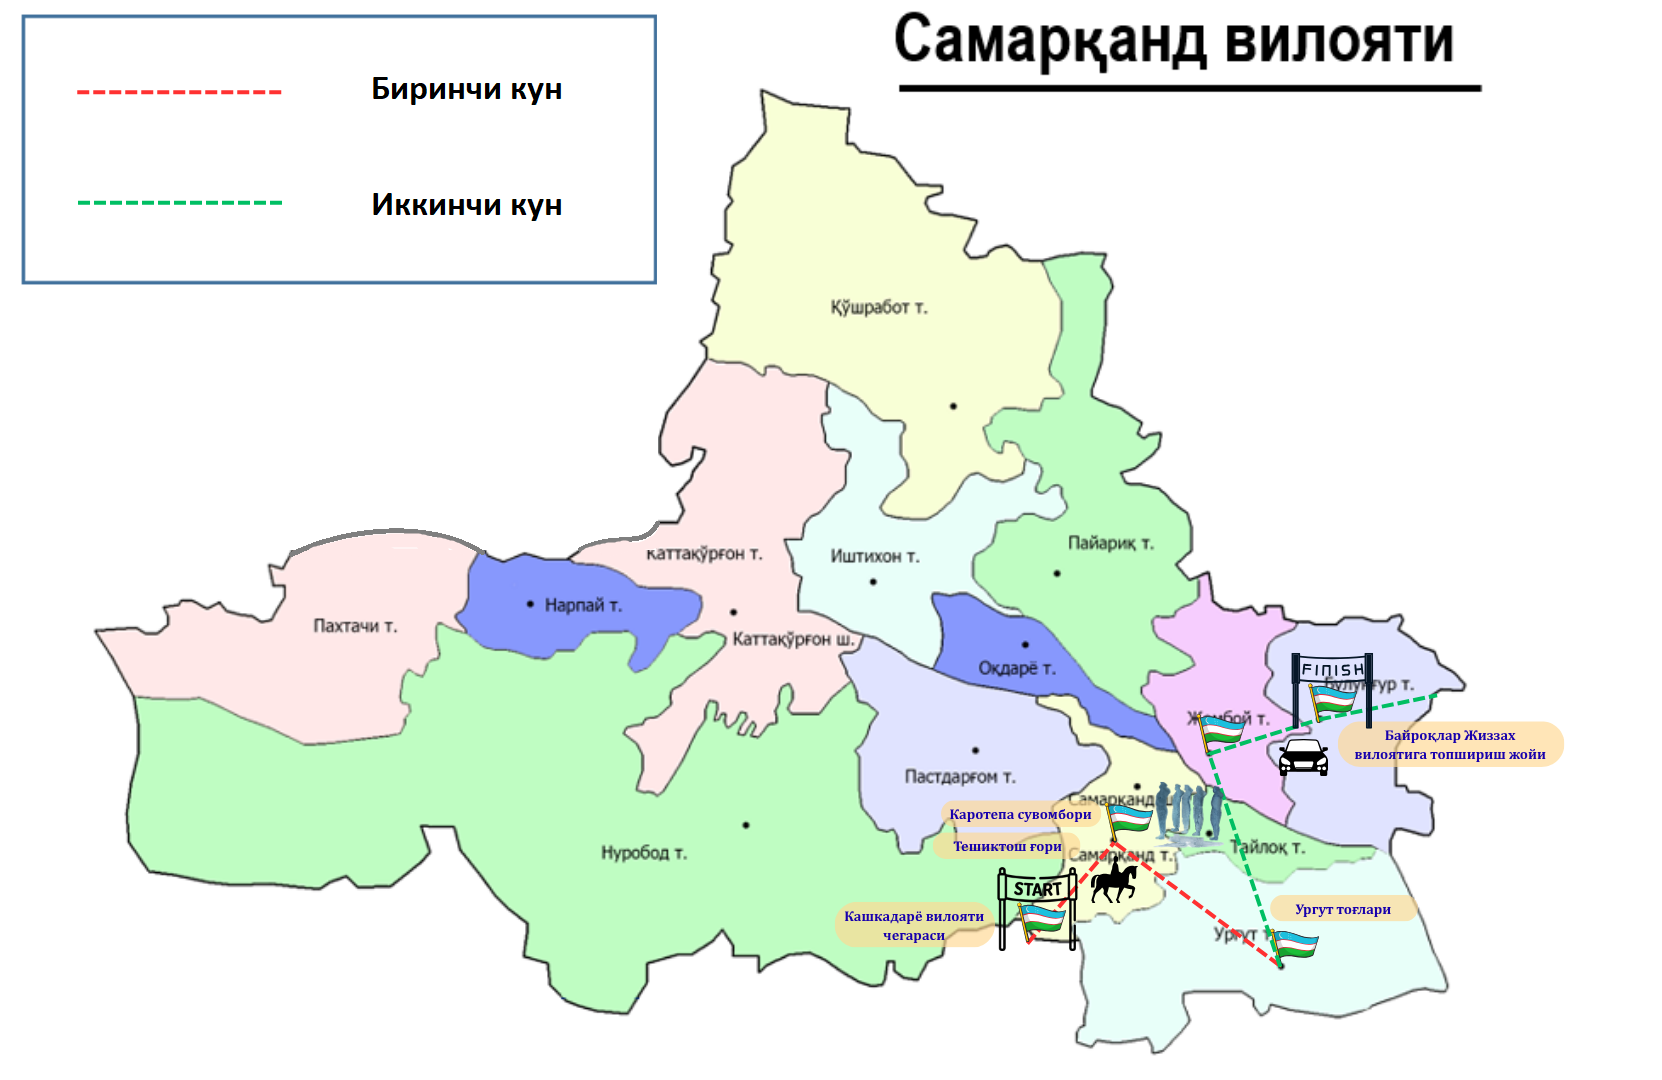 Самарқанд вилояти
Биринчи кун
Иккинчи кун
Қўшработ т.
Пайариқ т.
Каттақўрғон т.
Иштихон т.
Нарпай т.
Пахтачи т.
Каттақўрғон ш.
Оқдарё т.
FINISH
Булунғур т.
Жомбой т.
Байроқлар Жиззах
вилоятига топшириш жойи
Пастдарғом т.
Самарқанд ш.
Каротепа сувомбори
Тешиктош ғори
Самарқанд т.
Тайлоқ т.
Нуробод т.
START
Кашкадарё вилояти
чегараси
Ургут тоғлари
Ургут т.